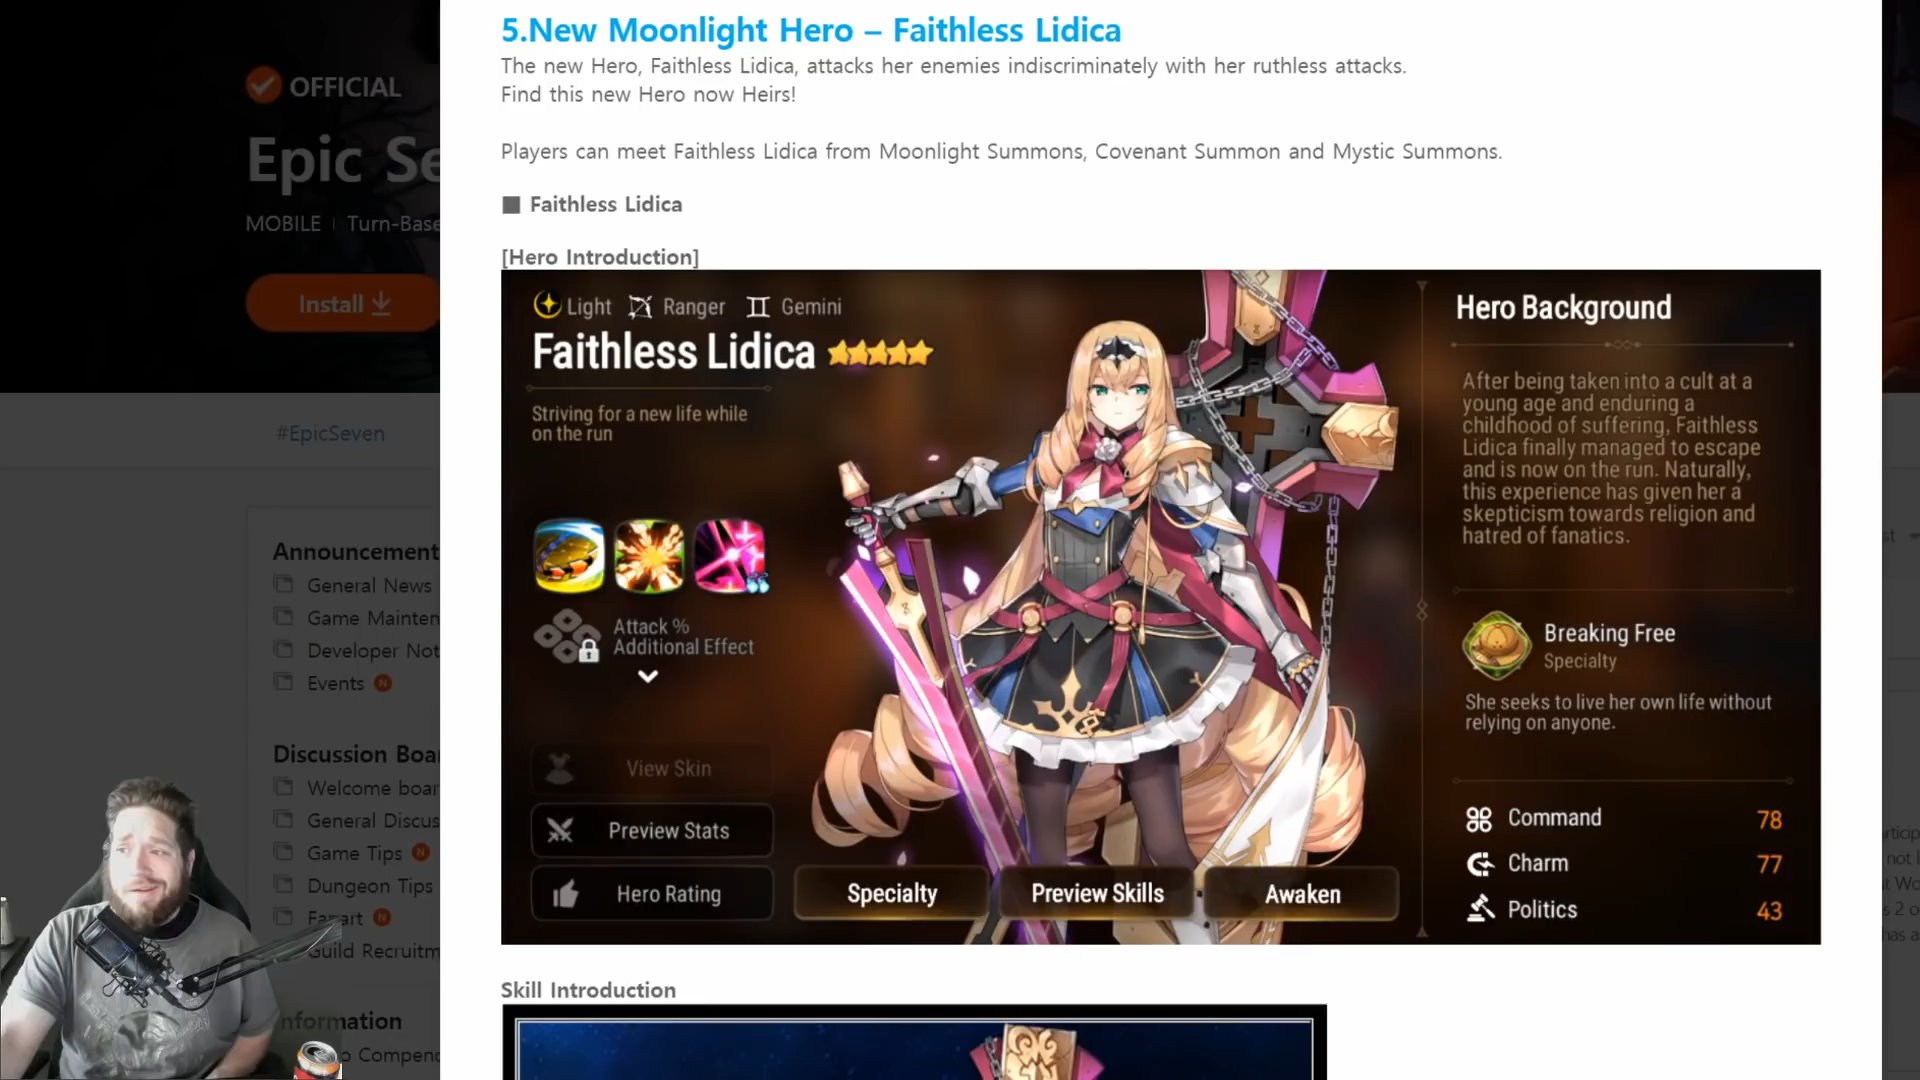 5.New Moonlight Hero – Faithless Lidica
The new Hero, Faithless Lidica, attacks her enemies indiscriminately with her ruthless attacks.
Find this new Hero now Heirs!
Players can meet Faithless Lidica from Moonlight Summons, Covenant Summon and Mystic Summons.
■ Faithless Lidica
[Hero Introduction]
Light Ranger Gemini
Faithless Lidica
Striving for a new life while
on the run
Attack %
Additional Effect
View Skin
Preview Stats
Hero Rating
Specialty
Preview Skills
Awaken
Hero Background
After being taken into a cult at a
young age and enduring a
childhood of suffering, Faithless
Lidica finally managed to escape
and is now on the run. Naturally,
this experience has given her a
skepticism towards religion and
hatred of fanatics.
Breaking Free
Specialty
She seeks to live her own life without
relying on anyone.
Command 78
Charm 77
Politics 43
Skill Introduction
OFFICIAL
Epic Se
MOBILE | Turn-Base
Install
#EpicSeven
Announcement
General News
Game Mainten
Developer Not
Events N
Discussion Boa
Welcome boar
General Discus
Game Tips N
Dungeon Tips
Fanart N
Guild Recruitm
nformation
o Compen